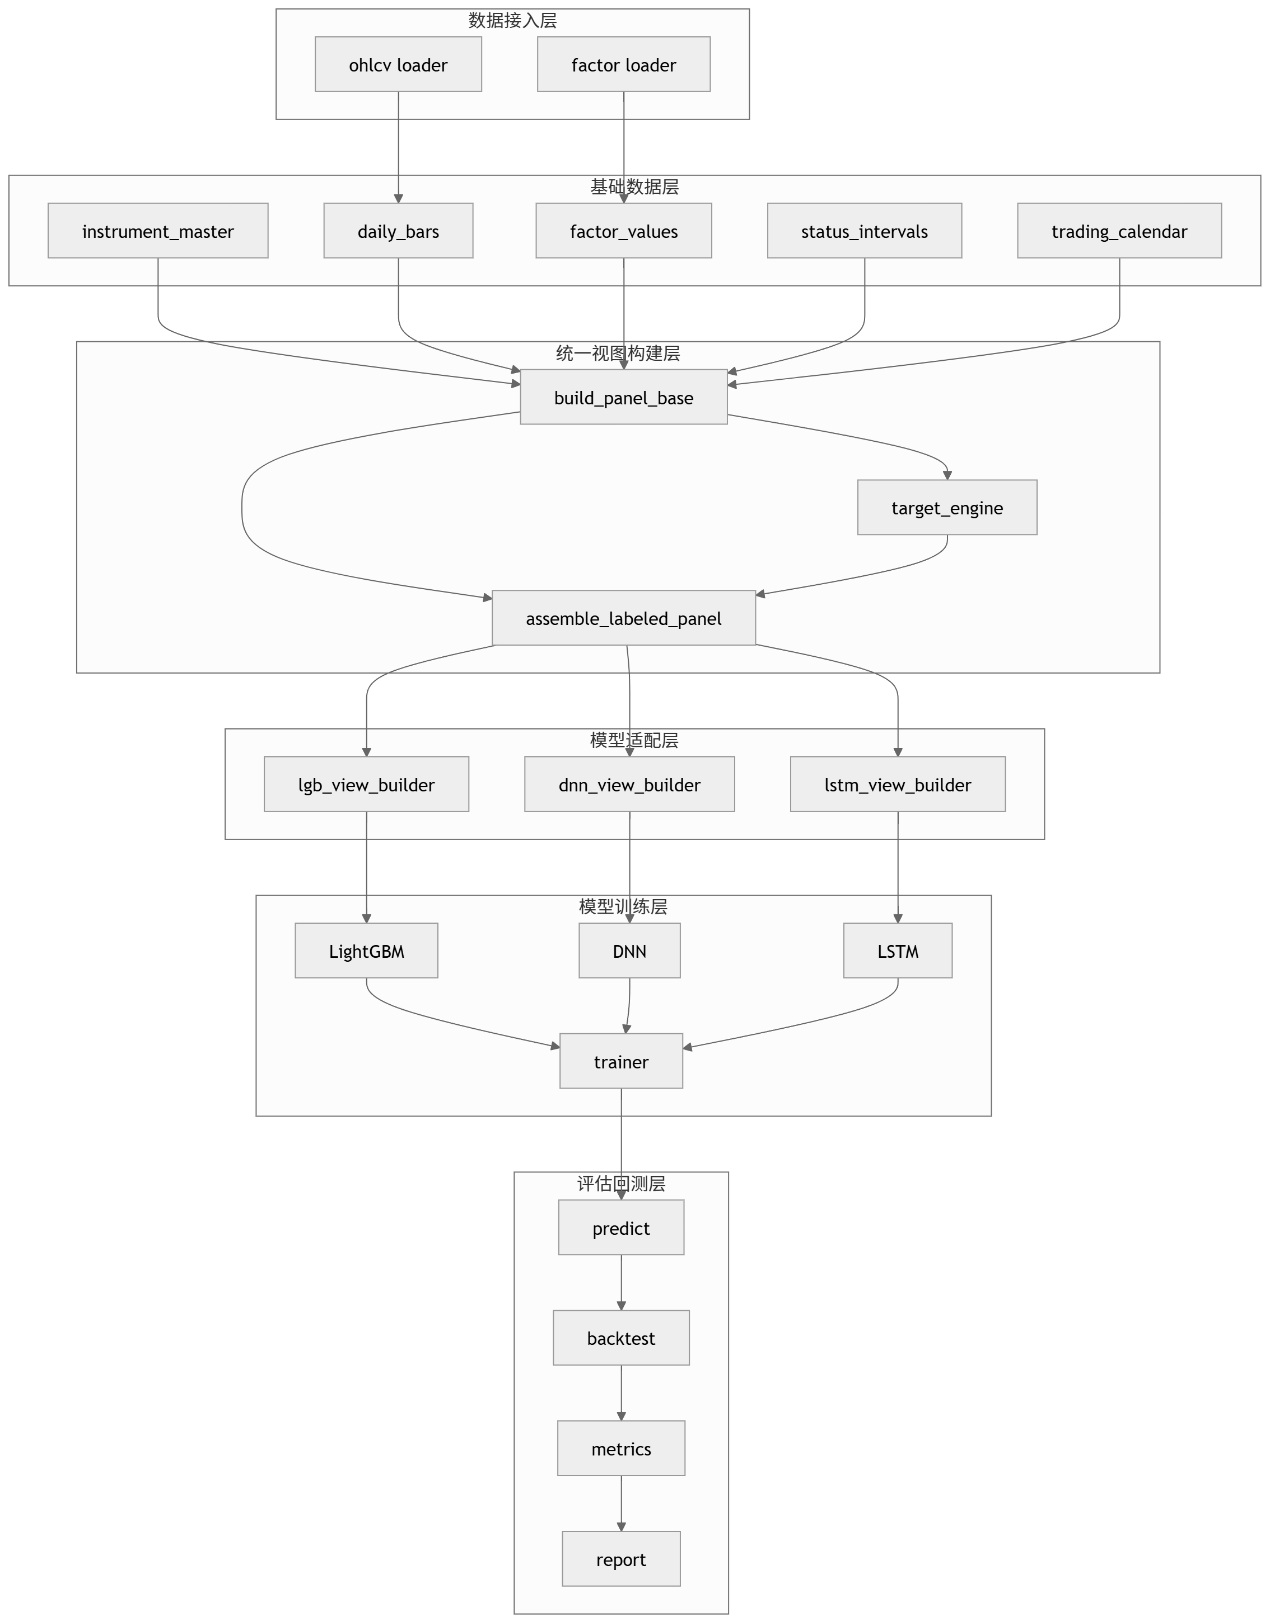 数据接入层
ohlcv loader
factor loader
基础数据层
instrument_master
daily_bars
factor_values
status_intervals
trading_calendar
统一视图构建层
build_panel_base
target_engine
assemble_labeled_panel
模型适配层
lgb_view_builder
dnn_view_builder
lstm_view_builder
模型训练层
LightGBM
DNN
LSTM
trainer
评估回测层
predict
backtest
metrics
report